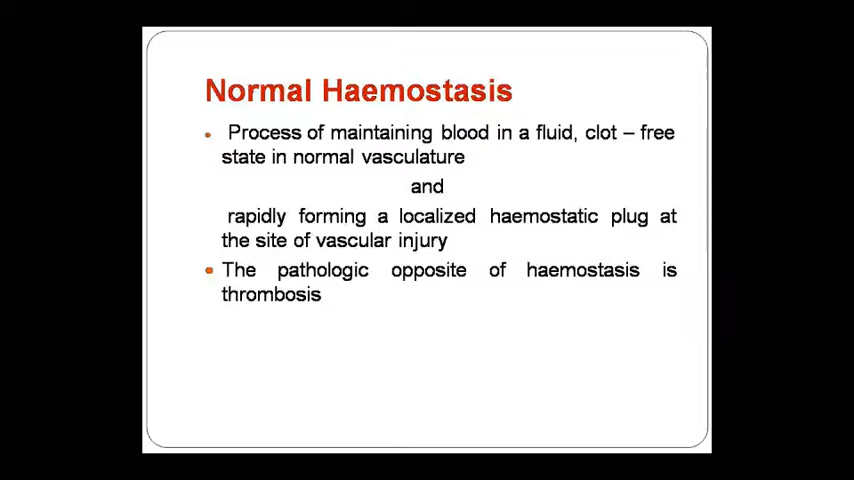 Normal Haemostasis
• Process of maintaining blood in a fluid, clot – free
state in normal vasculature
and
rapidly forming a localized haemostatic plug at
the site of vascular injury
• The pathologic opposite of haemostasis is
thrombosis